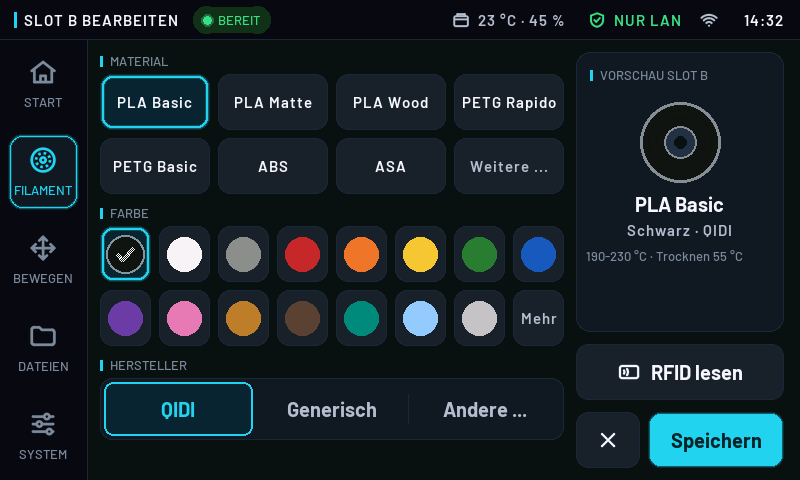 SLOT B BEARBEITEN BEREIT 23 °C · 45 % NUR LAN 14:32
START
FILAMENT
BEWEGEN
DATEIEN
SYSTEM
MATERIAL
PLA Basic PLA Matte PLA Wood PETG Rapido
PETG Basic ABS ASA Weitere ...
FARBE
Mehr
HERSTELLER
QIDI Generisch Andere ...
VORSCHAU SLOT B
PLA Basic
Schwarz · QIDI
190-230 °C · Trocknen 55 °C
RFID lesen
Speichern